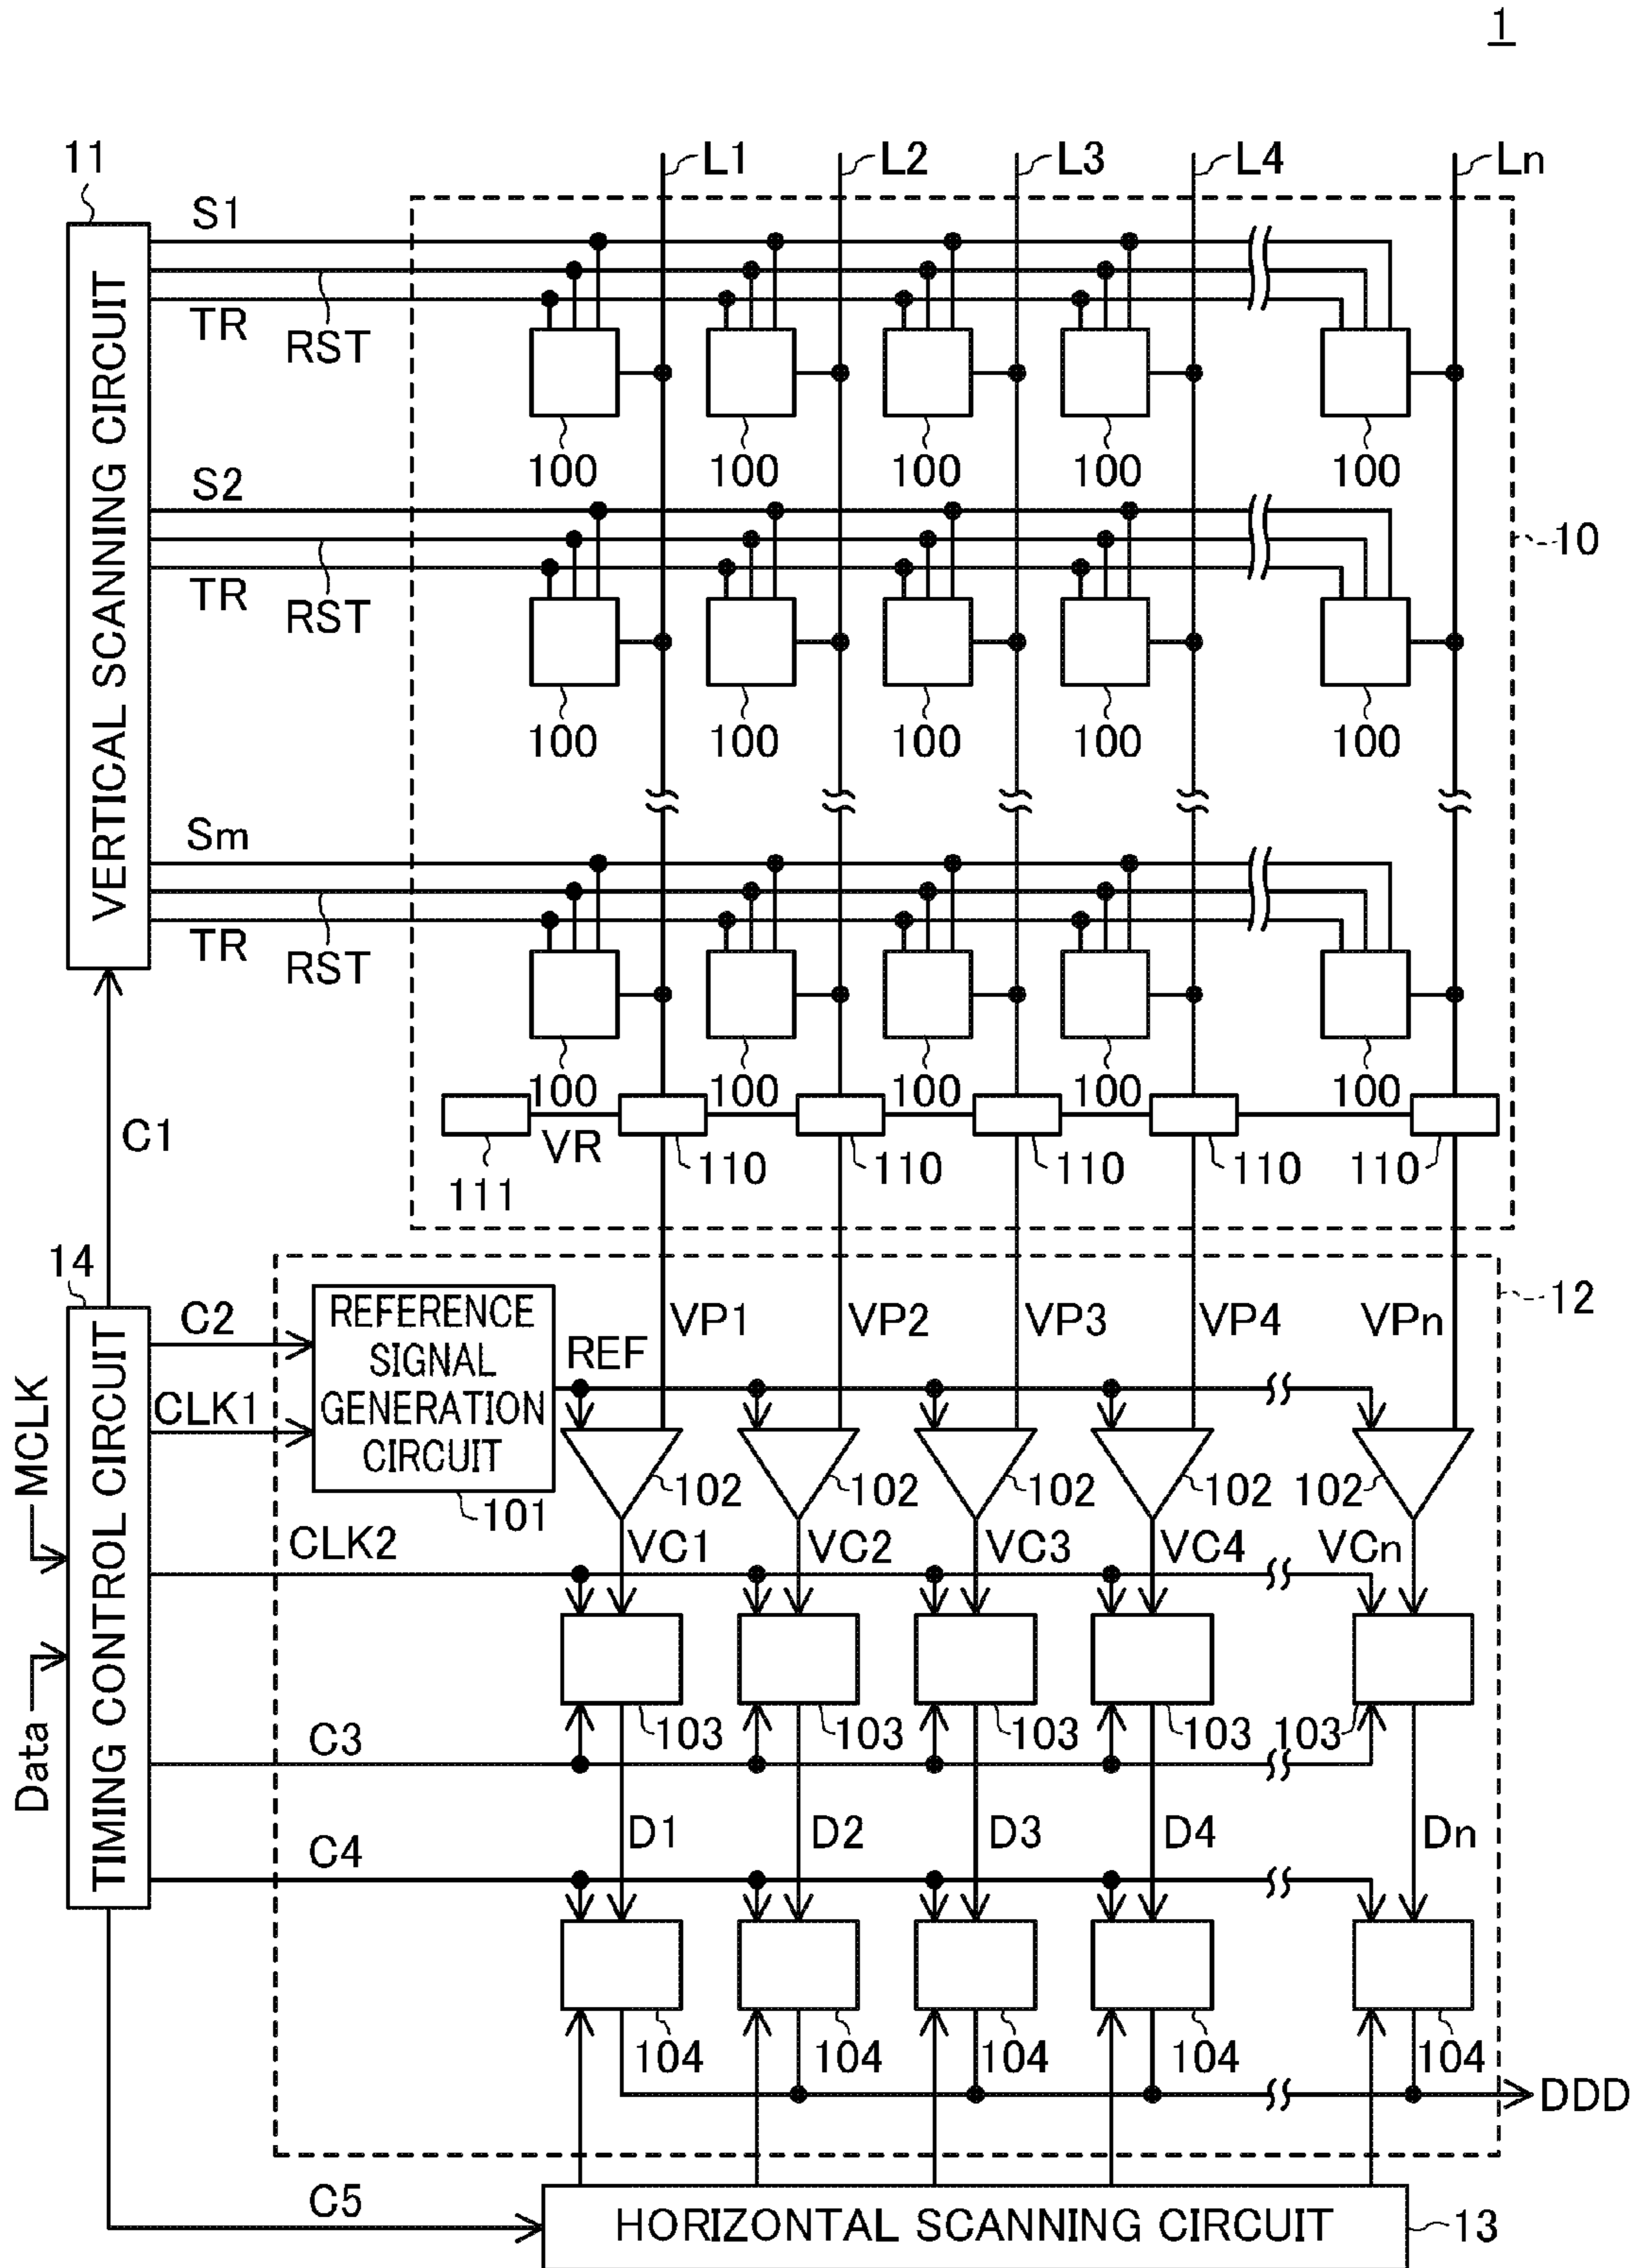 1
11
L1 L2 L3 L4 Ln
S1
TR
RST
VERTICAL SCANNING CIRCUIT
100 100 100 100 100
S2
10
TR
RST
100 100 100 100 100
Sm
TR
RST
100 100 100 100 100
C1
VR
110 110 110 110 110
111
14
12
C2
REFERENCE
SIGNAL
GENERATION
CIRCUIT
VP1 VP2 VP3 VP4 VPn
REF
CLK1
MCLK
TIMING CONTROL CIRCUIT
102 102 102 102 102
101
CLK2
VC1 VC2 VC3 VC4 VCn
Data
103 103 103 103 103
C3
D1 D2 D3 D4 Dn
C4
104 104 104 104 104
DDD
C5
HORIZONTAL SCANNING CIRCUIT
13